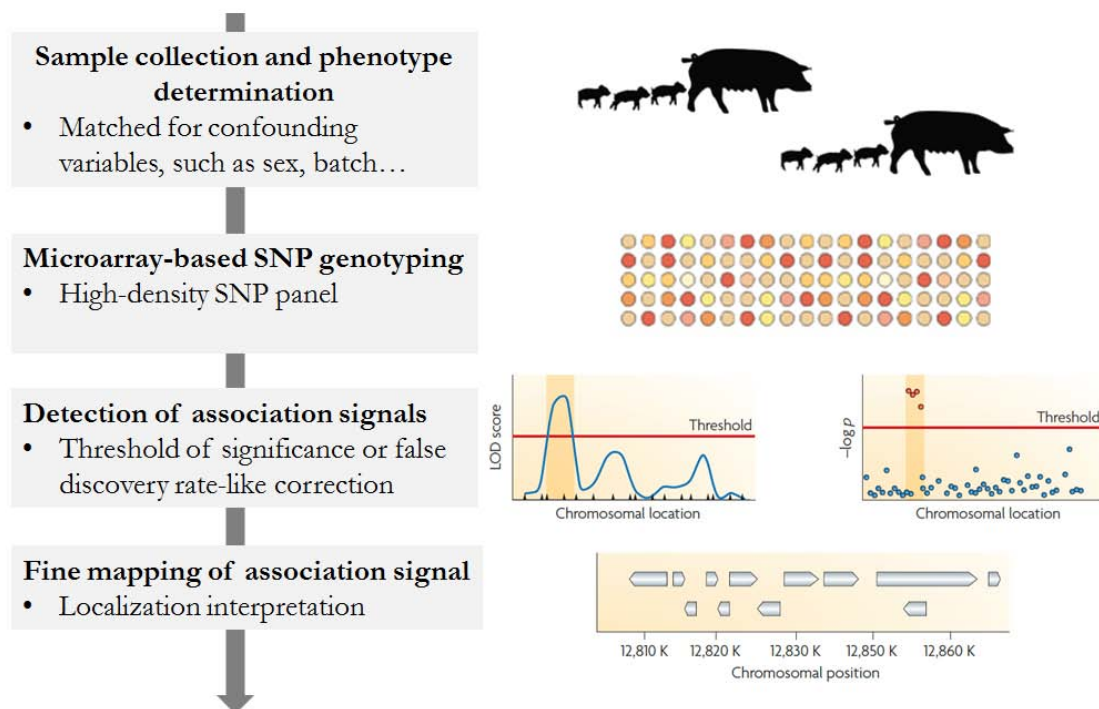 Sample collection and phenotype
determination
• Matched for confounding
variables, such as sex, batch…
Microarray-based SNP genotyping
• High-density SNP panel
Detection of association signals
• Threshold of significance or false
discovery rate-like correction
LOD score
Threshold
Chromosomal location
–log P
Threshold
Chromosomal location
Fine mapping of association signal
• Localization interpretation
12,810 K 12,820 K 12,830 K 12,850 K 12,860 K
Chromosomal position